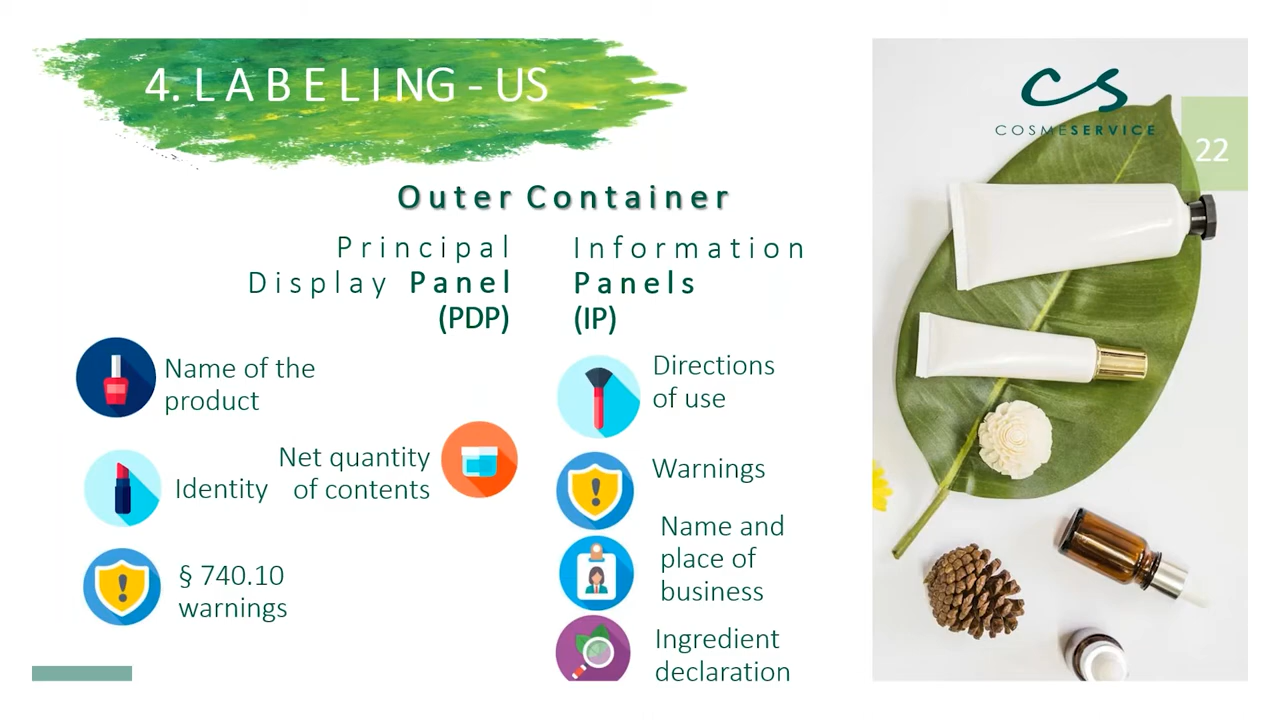 4. LABELING - US
CS
COSMESERVICE
22
Outer Container
Principal
Display Panel
(PDP)
Name of the
product
Identity
Net quantity
of contents
§ 740.10
warnings
Information
Panels
(IP)
Directions
of use
Warnings
Name and
place of
business
Ingredient
declaration